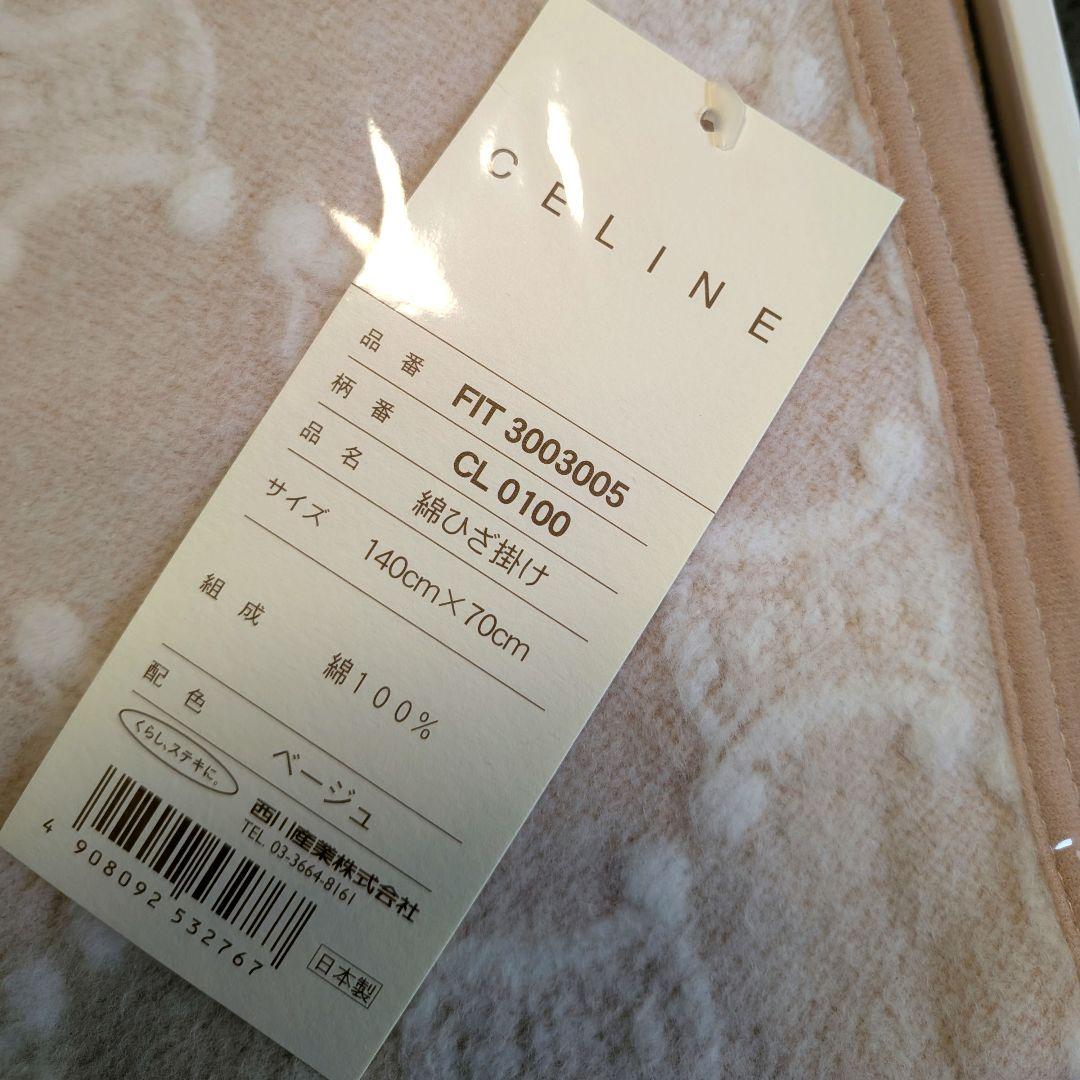 CELINE
品番 FIT 3003005
柄番 CL 0100
品名 綿ひざ掛け
サイズ 140cm×70cm
組成 綿100%
配色 ベージュ
くらし、ステキに。
西川産業株式会社
TEL. 03-3664-8161
4 908092 532767
日本製